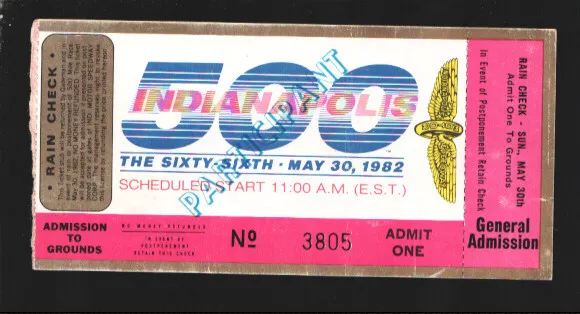 • RAIN CHECK •
500
INDIANAPOLIS
PARTICIPANT
THE SIXTY-SIXTH • MAY 30, 1982
SCHEDULED START 11:00 A.M. (E.S.T.)
ADMISSION
TO
GROUNDS
NO MONEY REFUNDED
IN EVENT OF
POSTPONEMENT
RETAIN THIS CHECK
No 3805
ADMIT
ONE
RAIN CHECK - SUN., MAY 30th
Admit One To Grounds
In Event of Postponement Retain Check
General
Admission